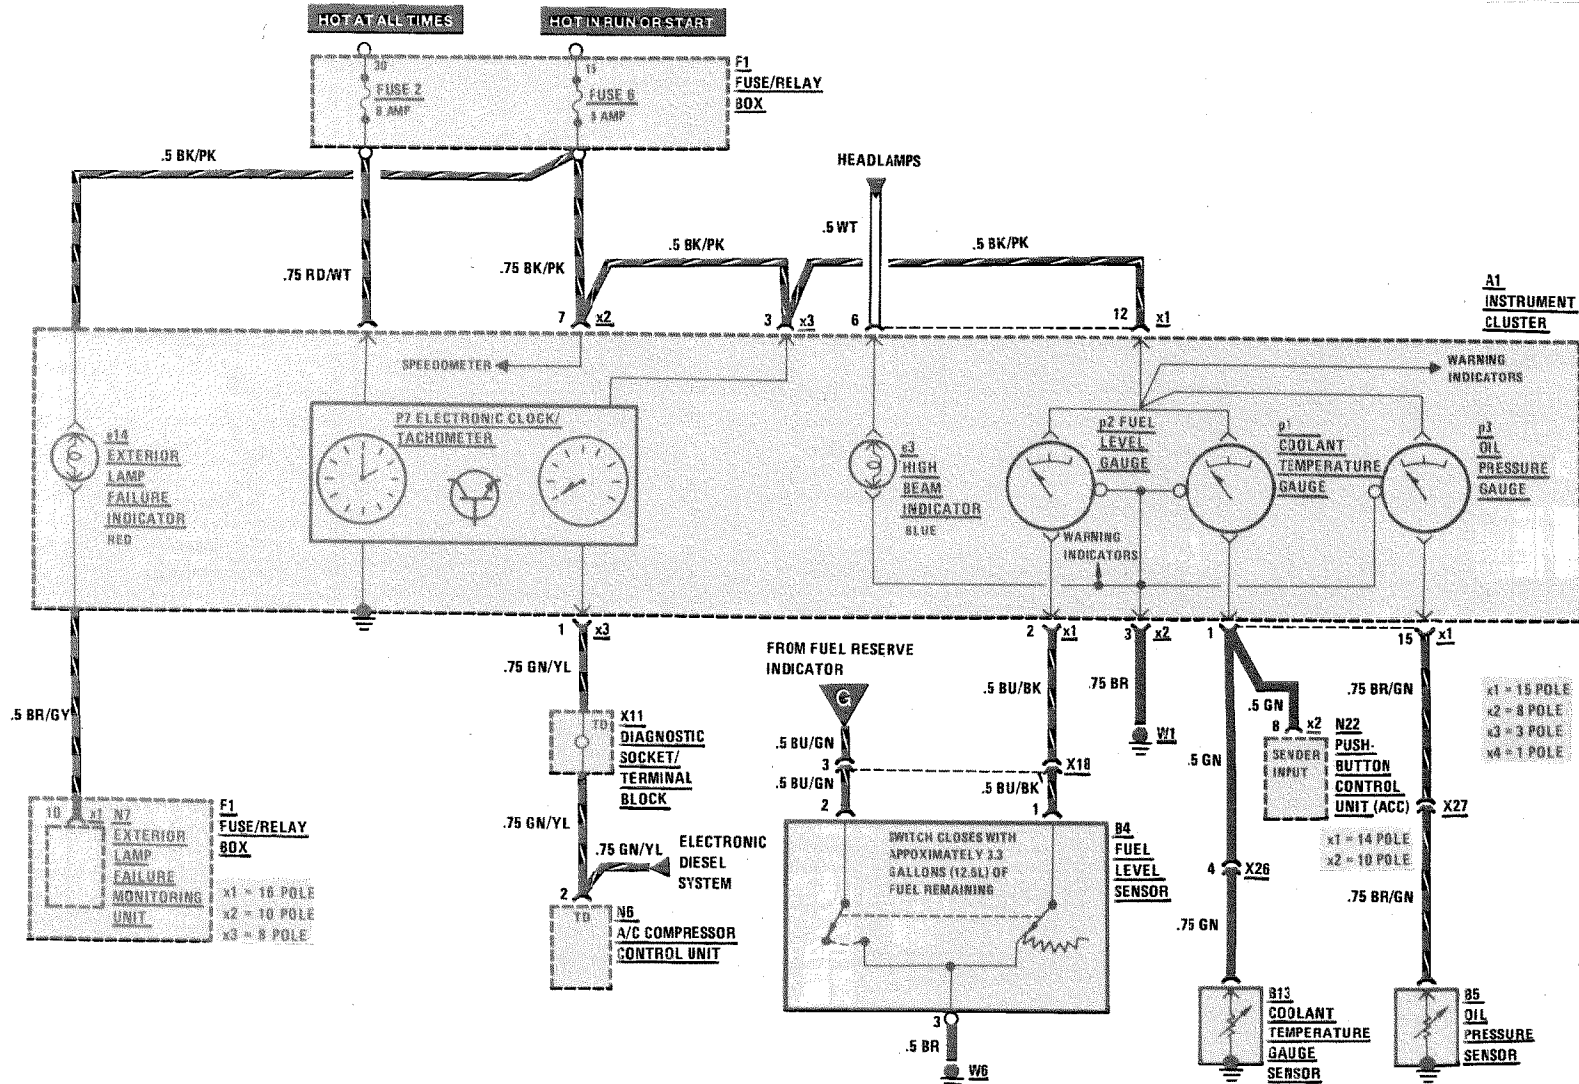 HOT AT ALL TIMES
HOT IN RUN OR START
30
FUSE 2
8 AMP
15
FUSE 6
8 AMP
F1
FUSE/RELAY
BOX
.5 BK/PK
HEADLAMPS
.75 RD/WT
.75 BK/PK
.5 BK/PK
.5 WT
.5 BK/PK
A1
INSTRUMENT
CLUSTER
7
x2
3
x3
6
12
x1
SPEEDOMETER
WARNING
INDICATORS
e14
EXTERIOR
LAMP
FAILURE
INDICATOR
RED
P7 ELECTRONIC CLOCK/
TACHOMETER
e3
HIGH
BEAM
INDICATOR
BLUE
p2 FUEL
LEVEL
GAUGE
p1
COOLANT
TEMPERATURE
GAUGE
p3
OIL
PRESSURE
GAUGE
WARNING
INDICATORS
1
x3
2
x1
3
x2
1
15
x1
.75 GN/YL
FROM FUEL RESERVE
INDICATOR
G
.5 BU/BK
.75 BR
.5 GN
.75 BR/GN
x1 = 15 POLE
x2 = 8 POLE
x3 = 3 POLE
x4 = 1 POLE
.5 BR/GY
TD
X11
DIAGNOSTIC
SOCKET/
TERMINAL
BLOCK
.5 BU/GN
3
.5 BU/GN
2
W1
X18
.5 BU/BK
1
.5 GN
8
x2
SENDER
INPUT
N22
PUSH-
BUTTON
CONTROL
UNIT (ACC)
x1 = 14 POLE
x2 = 10 POLE
X27
10
x1
N7
EXTERIOR
LAMP
FAILURE
MONITORING
UNIT
F1
FUSE/RELAY
BOX
x1 = 16 POLE
x2 = 10 POLE
x3 = 8 POLE
.75 GN/YL
.75 GN/YL
ELECTRONIC
DIESEL
SYSTEM
2
TD
N6
A/C COMPRESSOR
CONTROL UNIT
SWITCH CLOSES WITH
APPOXIMATELY 3.3
GALLONS (12.5L) OF
FUEL REMAINING
B4
FUEL
LEVEL
SENSOR
4
X26
.75 GN
.75 BR/GN
3
.5 BR
W6
B13
COOLANT
TEMPERATURE
GAUGE
SENSOR
B5
OIL
PRESSURE
SENSOR